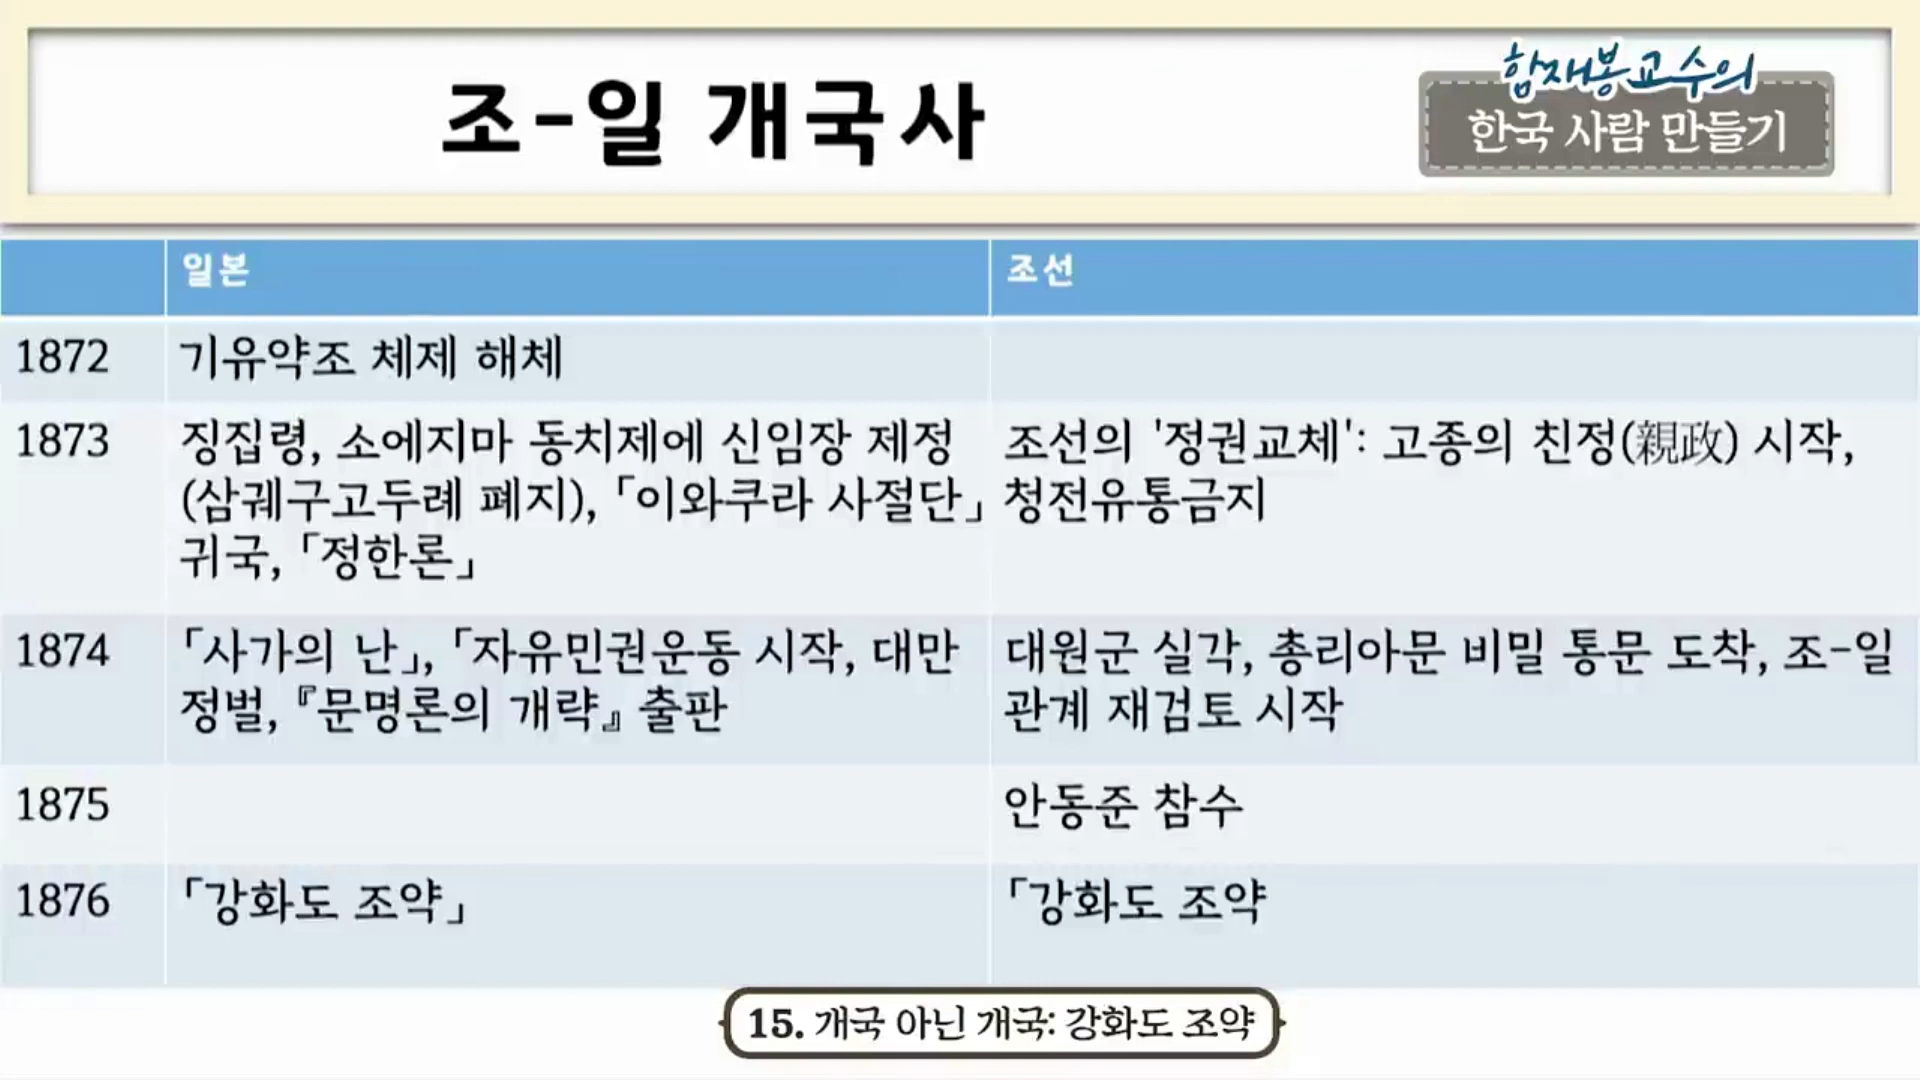 조-일 개국사
함재봉교수의
한국 사람 만들기
일본 조선
1872 기유약조 체제 해체
1873 징집령, 소에지마 동치제에 신임장 제정 조선의 '정권교체': 고종의 친정(親政) 시작,
(삼궤구고두례 폐지), 「이와쿠라 사절단」 청전유통금지
귀국, 「정한론」
1874 「사가의 난」, 「자유민권운동 시작, 대만 대원군 실각, 총리아문 비밀 통문 도착, 조-일
정벌, 『문명론의 개략』 출판 관계 재검토 시작
1875 안동준 참수
1876 「강화도 조약」 「강화도 조약
15. 개국 아닌 개국: 강화도 조약